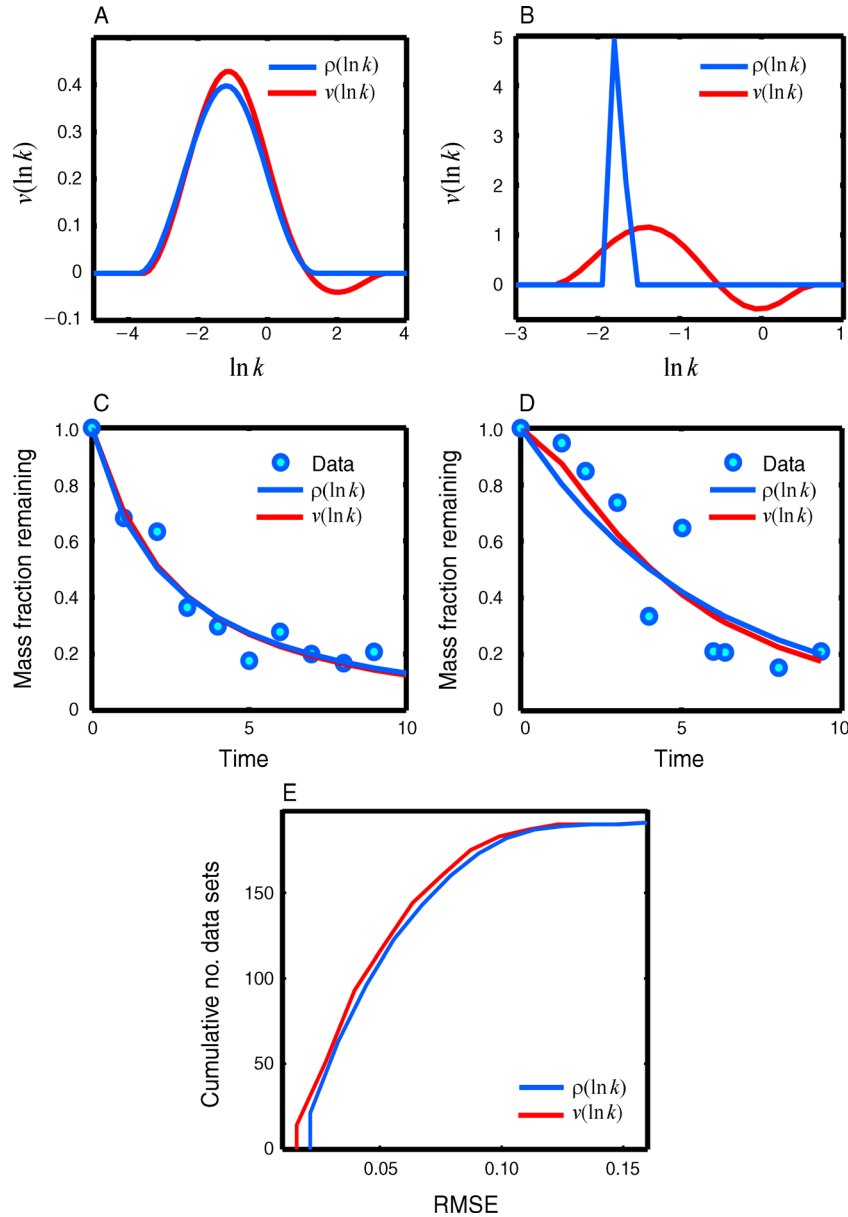 A
ρ(ln k)
v(ln k)
v(ln k)
0.4
0.3
0.2
0.1
0
−0.1
−4
−2
0
2
4
ln k
B
ρ(ln k)
v(ln k)
v(ln k)
5
4
3
2
1
0
−3
−2
−1
0
1
ln k
C
Data
ρ(ln k)
v(ln k)
Mass fraction remaining
1.0
0.8
0.6
0.4
0.2
0
0
5
10
Time
D
Data
ρ(ln k)
v(ln k)
Mass fraction remaining
1.0
0.8
0.6
0.4
0.2
0
0
5
10
Time
E
Cumulative no. data sets
150
100
50
0
ρ(ln k)
v(ln k)
0.05
0.10
0.15
RMSE